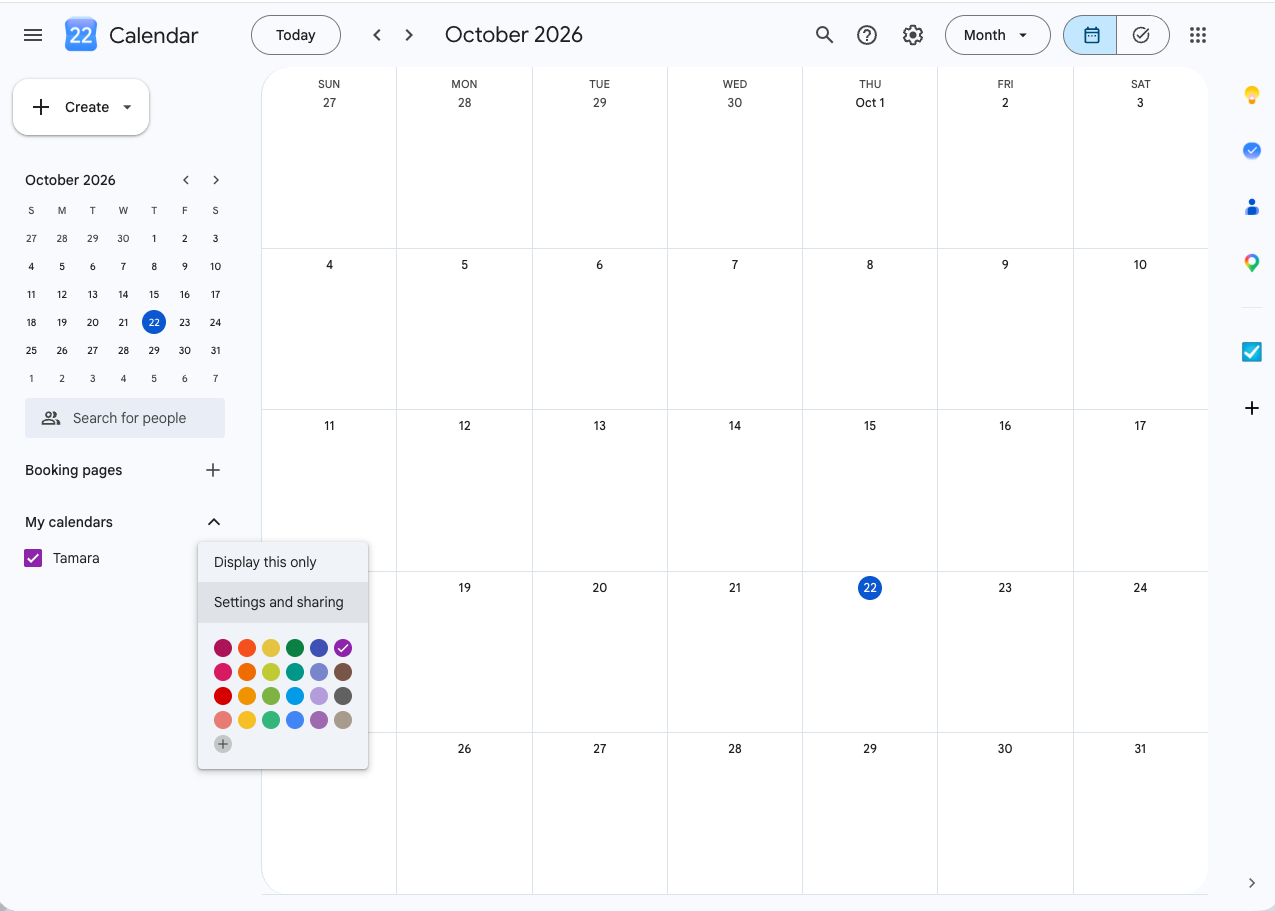 22 Calendar
Today
October 2026
Month
Create
SUN MON TUE WED THU FRI SAT
27 28 29 30 Oct 1 2 3
4 5 6 7 8 9 10
11 12 13 14 15 16 17
19 20 21 22 23 24
26 27 28 29 30 31
October 2026
S M T W T F S
27 28 29 30 1 2 3
4 5 6 7 8 9 10
11 12 13 14 15 16 17
18 19 20 21 22 23 24
25 26 27 28 29 30 31
1 2 3 4 5 6 7
Search for people
Booking pages
My calendars
Tamara
Display this only
Settings and sharing